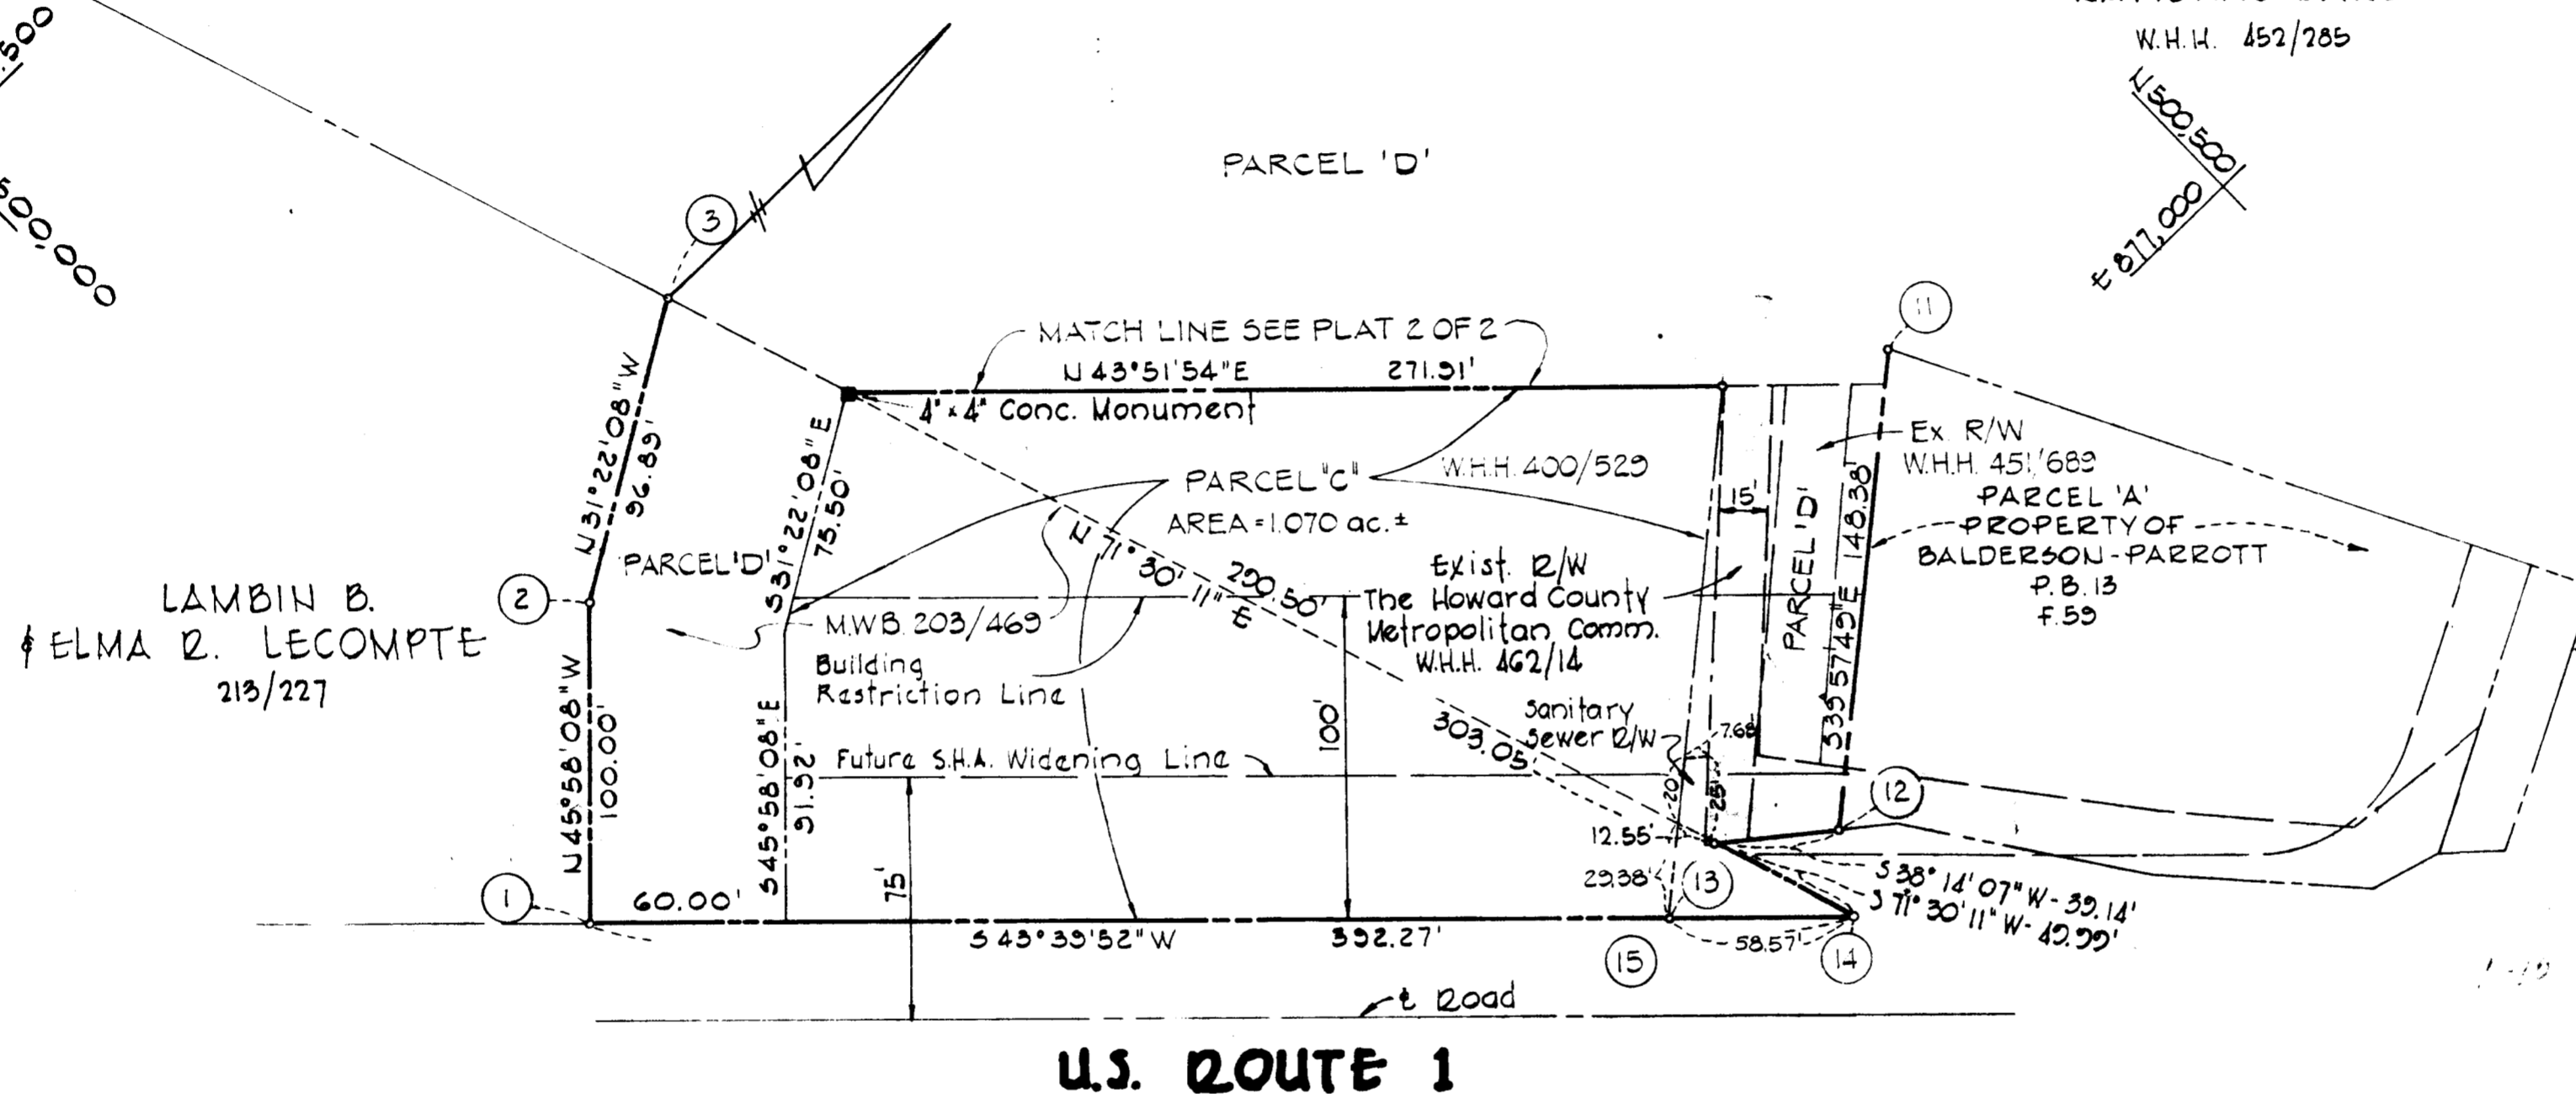 W.H.H. 452/285
N 500,500
E 877,000
.500
500,000
PARCEL 'D'
3
11
MATCH LINE SEE PLAT 2 OF 2
N 43°51'54"E 271.91'
4" x 4" Conc. Monument
N 31°22'08"W
96.89'
S 31°22'08"E
75.50'
PARCEL "C"
AREA = 1.070 ac.±
W.H.H. 400/529
15'
Ex. R/W
W.H.H. 451/689
PARCEL 'A'
PROPERTY OF
BALDERSON-PARROTT
P.B. 13
F. 59
PARCEL 'D'
PARCEL 'D'
S 39°57'49"E 148.38'
N 71° 30' 11" E
290.50'
303.05'
Exist. R/W
The Howard County
Metropolitan Comm.
W.H.H. 462/14
LAMBIN B.
& ELMA R. LECOMPTE
213/227
2
M.W.B. 203/469
Building
Restriction Line
100'
Sanitary
Sewer R/W
7.68'
20'
25'
N 45°58'08"W
100.00'
S 45°58'08"E
91.92'
Future S.H.A. Widening Line
75'
12.55'
29.38'
12
13
S 38° 14' 07" W - 39.14'
S 71° 30' 11" W - 49.99'
1
60.00'
S 43°39'52" W 392.27'
58.57'
15
14
℄ Road
U.S. ROUTE 1